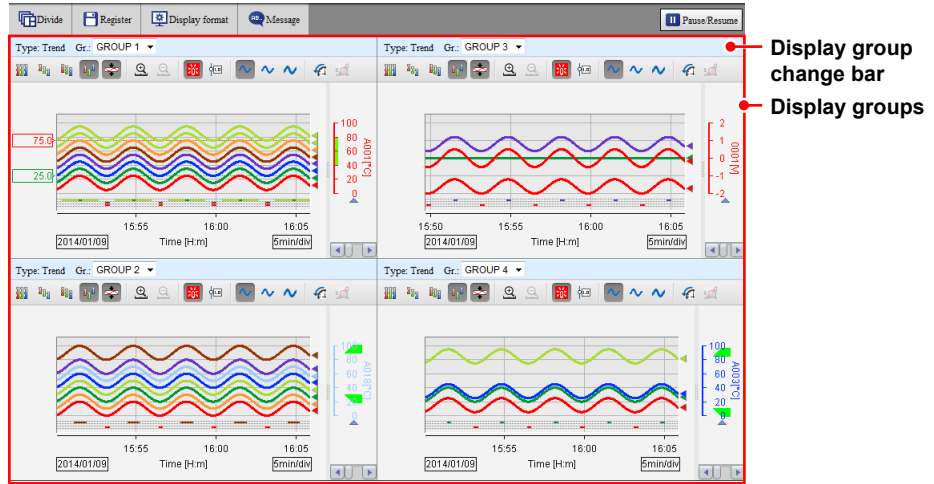 Divide Register Display format Message Pause/Resume
Type: Trend Gr.: GROUP 1
Type: Trend Gr.: GROUP 3
Display group
change bar
Display groups
75.0
25.0
100
80
60
40
20
0
A001[°C]
15:55 16:00 16:05
2014/01/09 Time [H:m] 5min/div
2
1
0
-1
-2
0001[V]
15:50 15:55 16:00 16:05
2014/01/09 Time [H:m] 5min/div
Type: Trend Gr.: GROUP 2
Type: Trend Gr.: GROUP 4
100
80
60
40
20
0
A018[°C]
15:55 16:00 16:05
2014/01/09 Time [H:m] 5min/div
100
80
60
40
20
0
A003[°C]
15:55 16:00 16:05
2014/01/09 Time [H:m] 5min/div